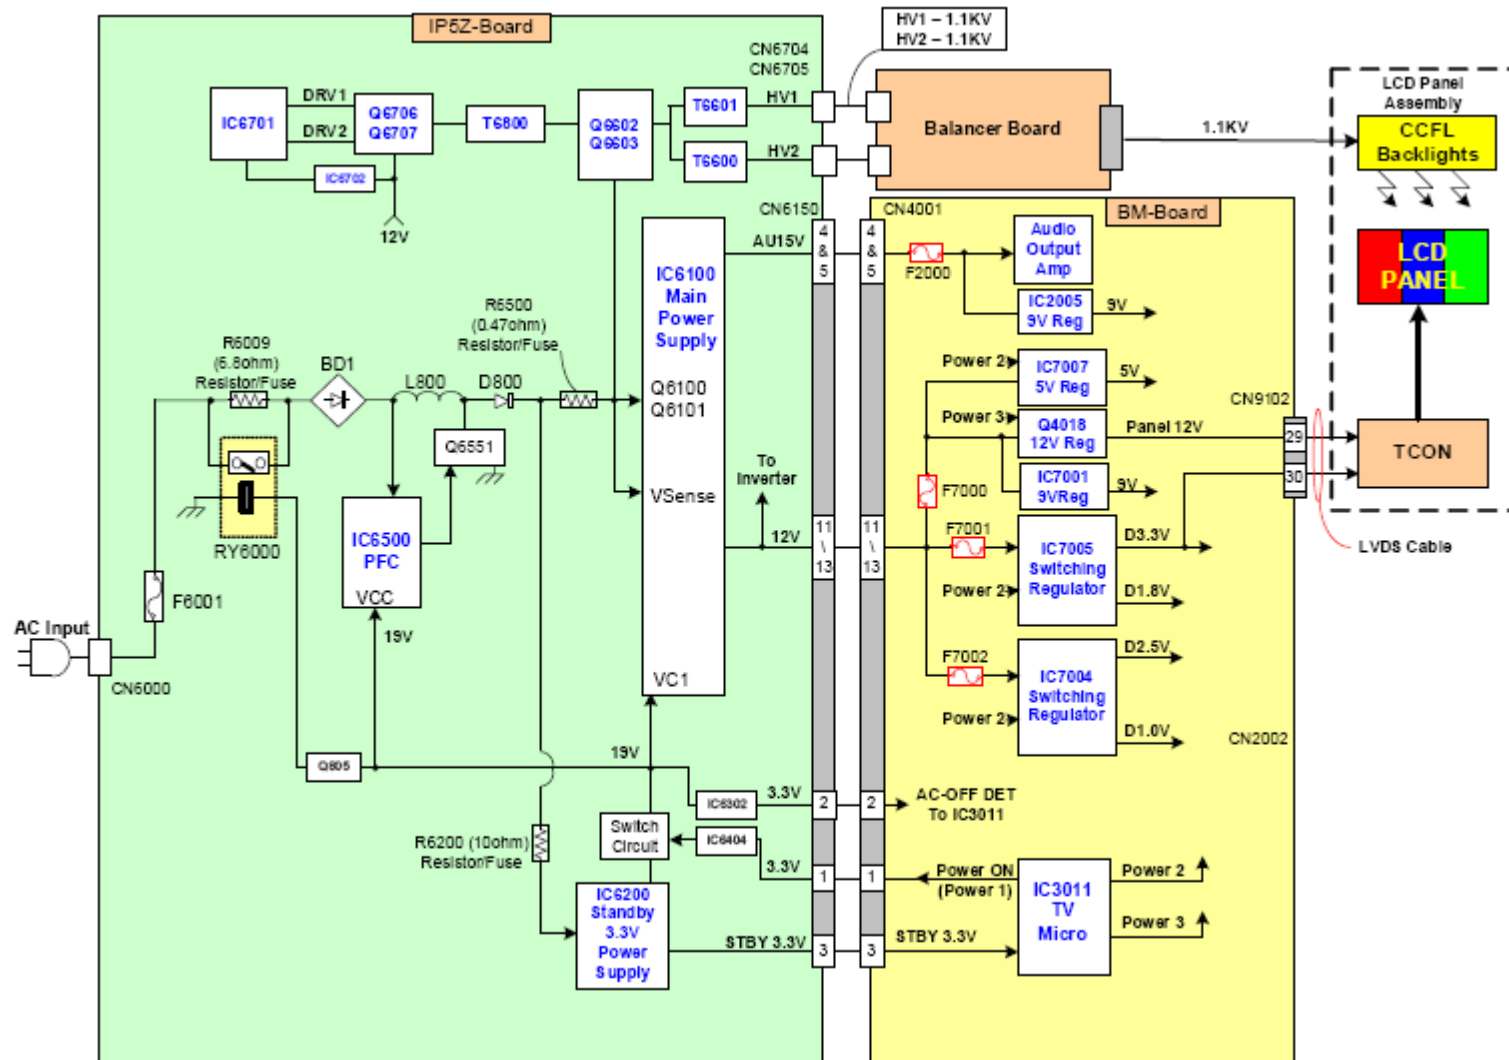 IP5Z-Board
HV1 – 1.1KV
HV2 – 1.1KV
CN6704
CN6705
IC6701
DRV1
DRV2
Q6706
Q6707
IC6702
12V
T6800
Q6602
Q6603
T6601
T6600
HV1
HV2
Balancer Board
1.1KV
LCD Panel
Assembly
CCFL
Backlights
LCD
PANEL
TCON
CN6150
CN4001
BM-Board
AU15V
4
&
5
4
&
5
F2000
Audio
Output
Amp
IC2005
9V Reg
9V
IC6100
Main
Power
Supply
Q6100
Q6101
VSense
VC1
R6500
(0.47ohm)
Resistor/Fuse
R6009
(6.8ohm)
Resistor/Fuse
BD1
L800
D800
Q6551
IC6500
PFC
VCC
19V
RY6000
F6001
AC Input
CN6000
To
Inverter
12V
11
\
13
11
\
13
Power 2
IC7007
5V Reg
5V
Power 3
Q4018
12V Reg
Panel 12V
IC7001
9VReg
9V
F7000
CN9102
29
30
LVDS Cable
F7001
IC7005
Switching
Regulator
D3.3V
Power 2
D1.8V
F7002
IC7004
Switching
Regulator
D2.5V
Power 2
D1.0V
CN2002
Q805
19V
IC6302
3.3V
2
2
AC-OFF DET
To IC3011
R6200 (10ohm)
Resistor/Fuse
Switch
Circuit
IC6404
3.3V
1
1
Power ON
(Power 1)
IC3011
TV
Micro
Power 2
Power 3
IC6200
Standby
3.3V
Power
Supply
STBY 3.3V
3
3
STBY 3.3V